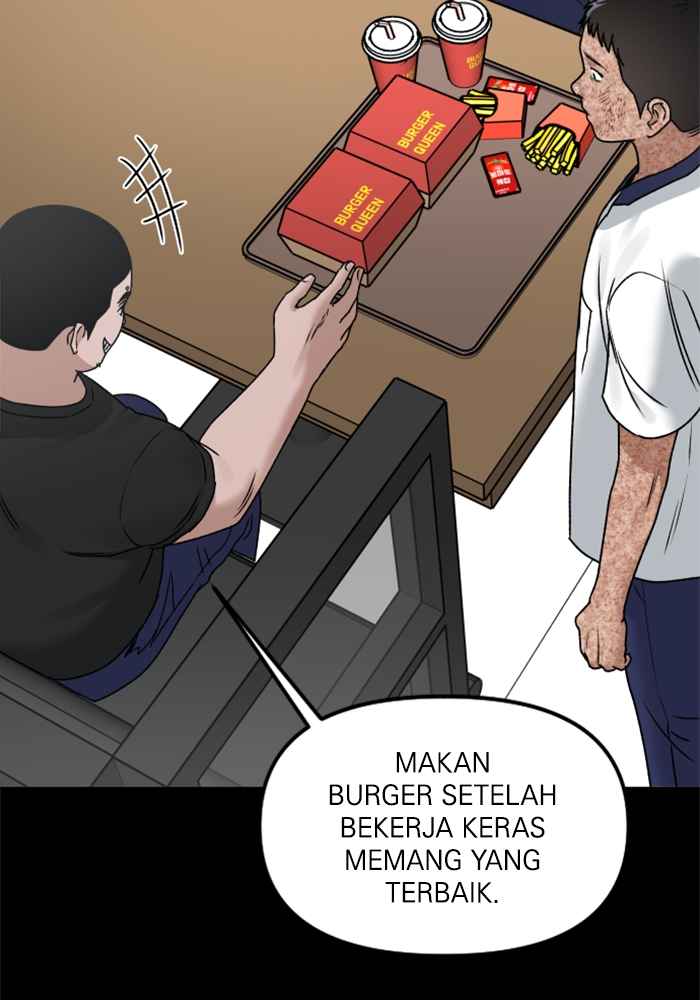 BURGER
QUEEN
BURGER
QUEEN
MAKAN
BURGER SETELAH
BEKERJA KERAS
MEMANG YANG
TERBAIK.